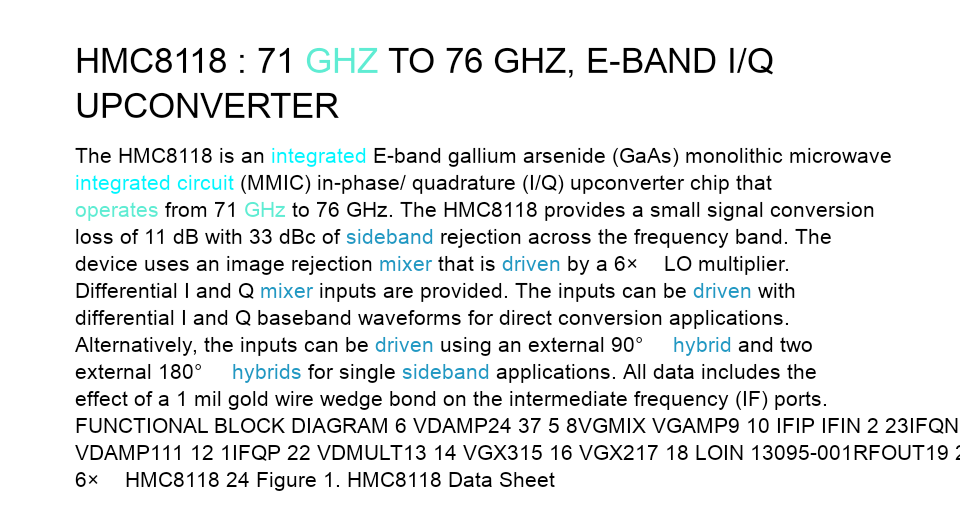 HMC8118 : 71 GHZ TO 76 GHZ, E-BAND I/Q
UPCONVERTER
The HMC8118 is an integrated E-band gallium arsenide (GaAs) monolithic microwave
integrated circuit (MMIC) in-phase/ quadrature (I/Q) upconverter chip that
operates from 71 GHz to 76 GHz. The HMC8118 provides a small signal conversion
loss of 11 dB with 33 dBc of sideband rejection across the frequency band. The
device uses an image rejection mixer that is driven by a 6× LO multiplier.
Differential I and Q mixer inputs are provided. The inputs can be driven with
differential I and Q baseband waveforms for direct conversion applications.
Alternatively, the inputs can be driven using an external 90° hybrid and two
external 180° hybrids for single sideband applications. All data includes the
effect of a 1 mil gold wire wedge bond on the intermediate frequency (IF) ports.
FUNCTIONAL BLOCK DIAGRAM 6 VDAMP24 37 5 8VGMIX VGAMP9 10 IFIP IFIN 2 23IFQN
VDAMP111 12 1IFQP 22 VDMULT13 14 VGX315 16 VGX217 18 LOIN 13095-001RFOUT19
6× HMC8118 24 Figure 1. HMC8118 Data Sheet